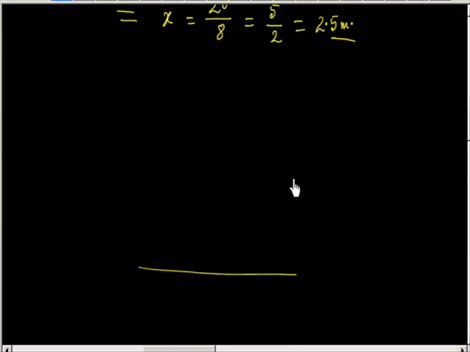 = x = 20/8 = 5/2 = 2.5m.